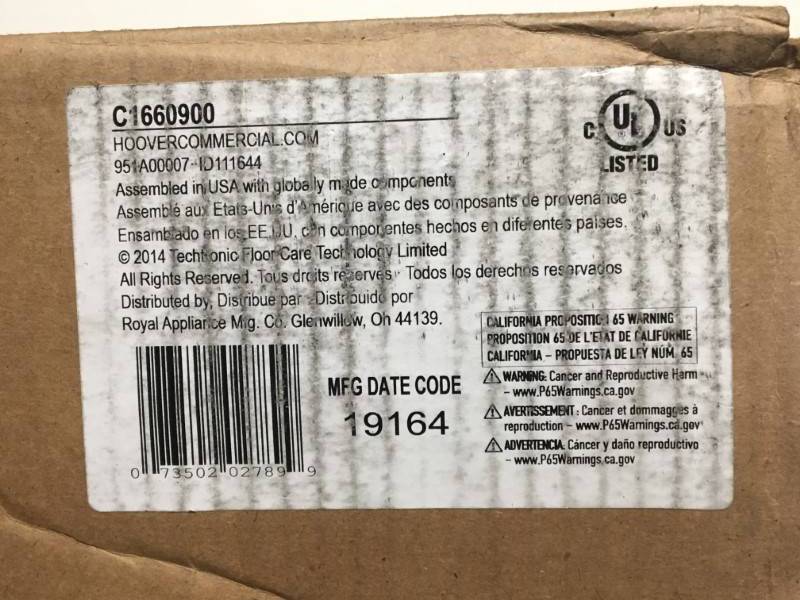 C1660900
HOOVERCOMMERCIAL.COM
951A00007 - ID111644
Assembled in USA with globally made components
Assemblé aux Etats-Unis d'Amérique avec des composants de provenance
Ensamblado en los EE.UU. con componentes hechos en diferentes países.
© 2014 Techtronic Floor Care Technology Limited
All Rights Reserved. Tous droits réservés · Todos los derechos reservados
Distributed by, Distribue par - Distribuido por
Royal Appliance Mfg. Co. Glenwillow, Oh 44139.
C UL US
LISTED
®
CALIFORNIA PROPOSITION 65 WARNING
PROPOSITION 65 DE L'ETAT DE CALIFORNIE
CALIFORNIA – PROPUESTA DE LEY NÚM. 65
WARNING: Cancer and Reproductive Harm
– www.P65Warnings.ca.gov
AVERTISSEMENT : Cancer et dommages à
reproduction – www.P65Warnings.ca.gov
ADVERTENCIA: Cáncer y daño reproductivo
– www.P65Warnings.ca.gov
MFG DATE CODE
19164
0 73502 02789 9